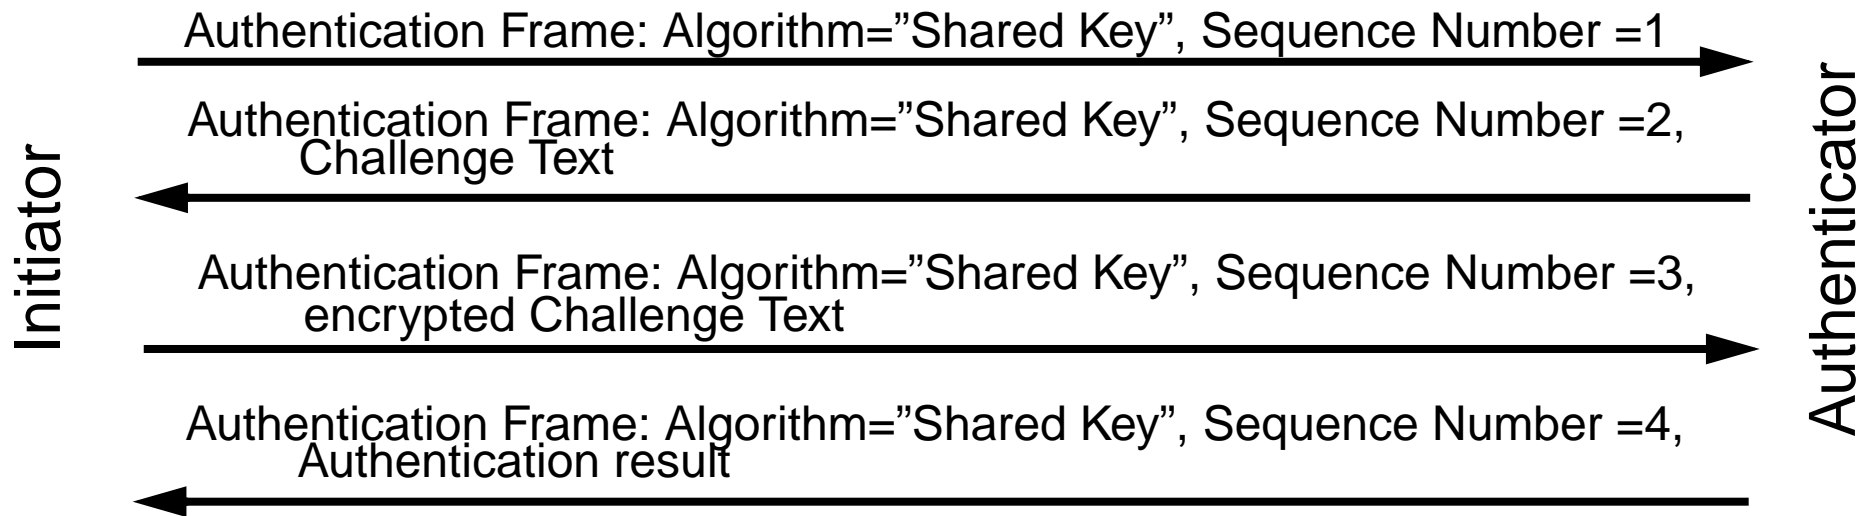 Authentication Frame: Algorithm=”Shared Key”, Sequence Number =1
Authentication Frame: Algorithm=”Shared Key”, Sequence Number =2,
Challenge Text
Authentication Frame: Algorithm=”Shared Key”, Sequence Number =3,
encrypted Challenge Text
Authentication Frame: Algorithm=”Shared Key”, Sequence Number =4,
Authentication result
Initiator
Authenticator